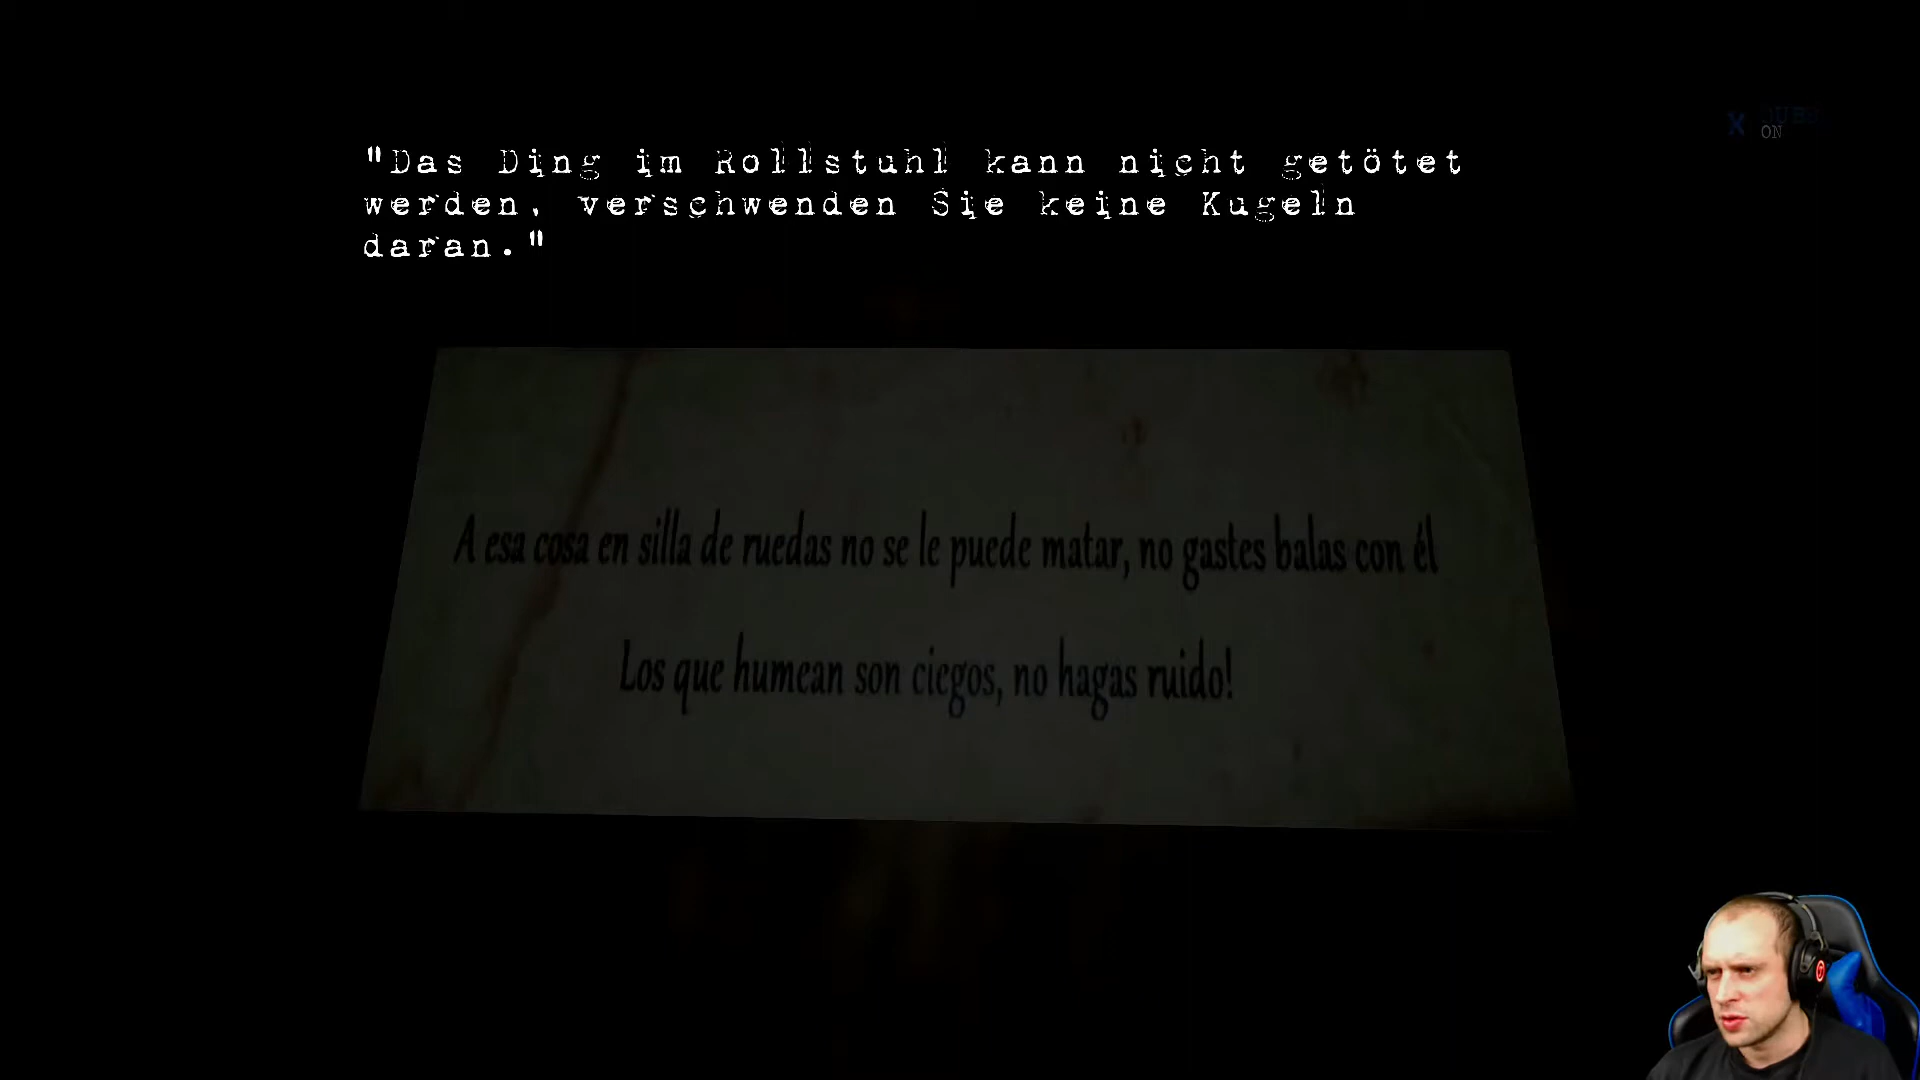 "Das Ding im Rollstuhl kann nicht getötet
werden, verschwenden Sie keine Kugeln
daran."
X
ON
A esa cosa en silla de ruedas no se le puede matar, no gastes balas con él
Los que humean son ciegos, no hagas ruido!